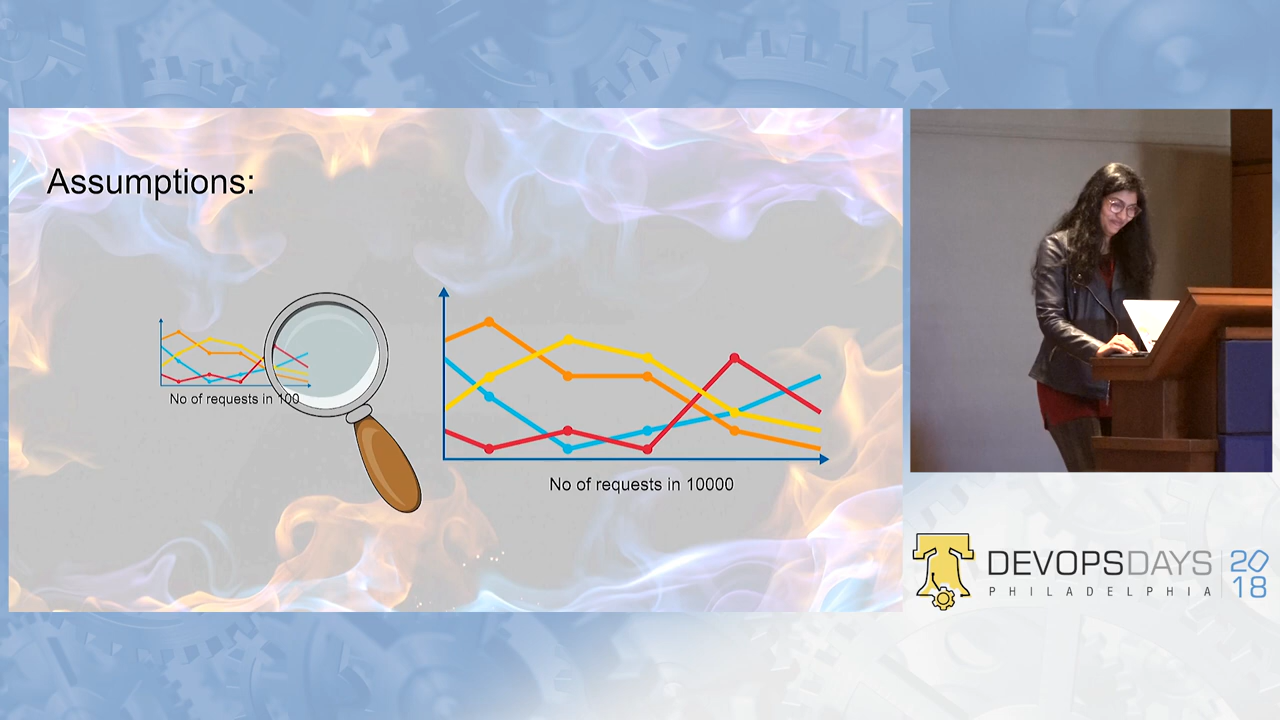 Assumptions:
No of requests in 100
No of requests in 10000
DEVOPSDAYS
PHILADELPHIA
20
18